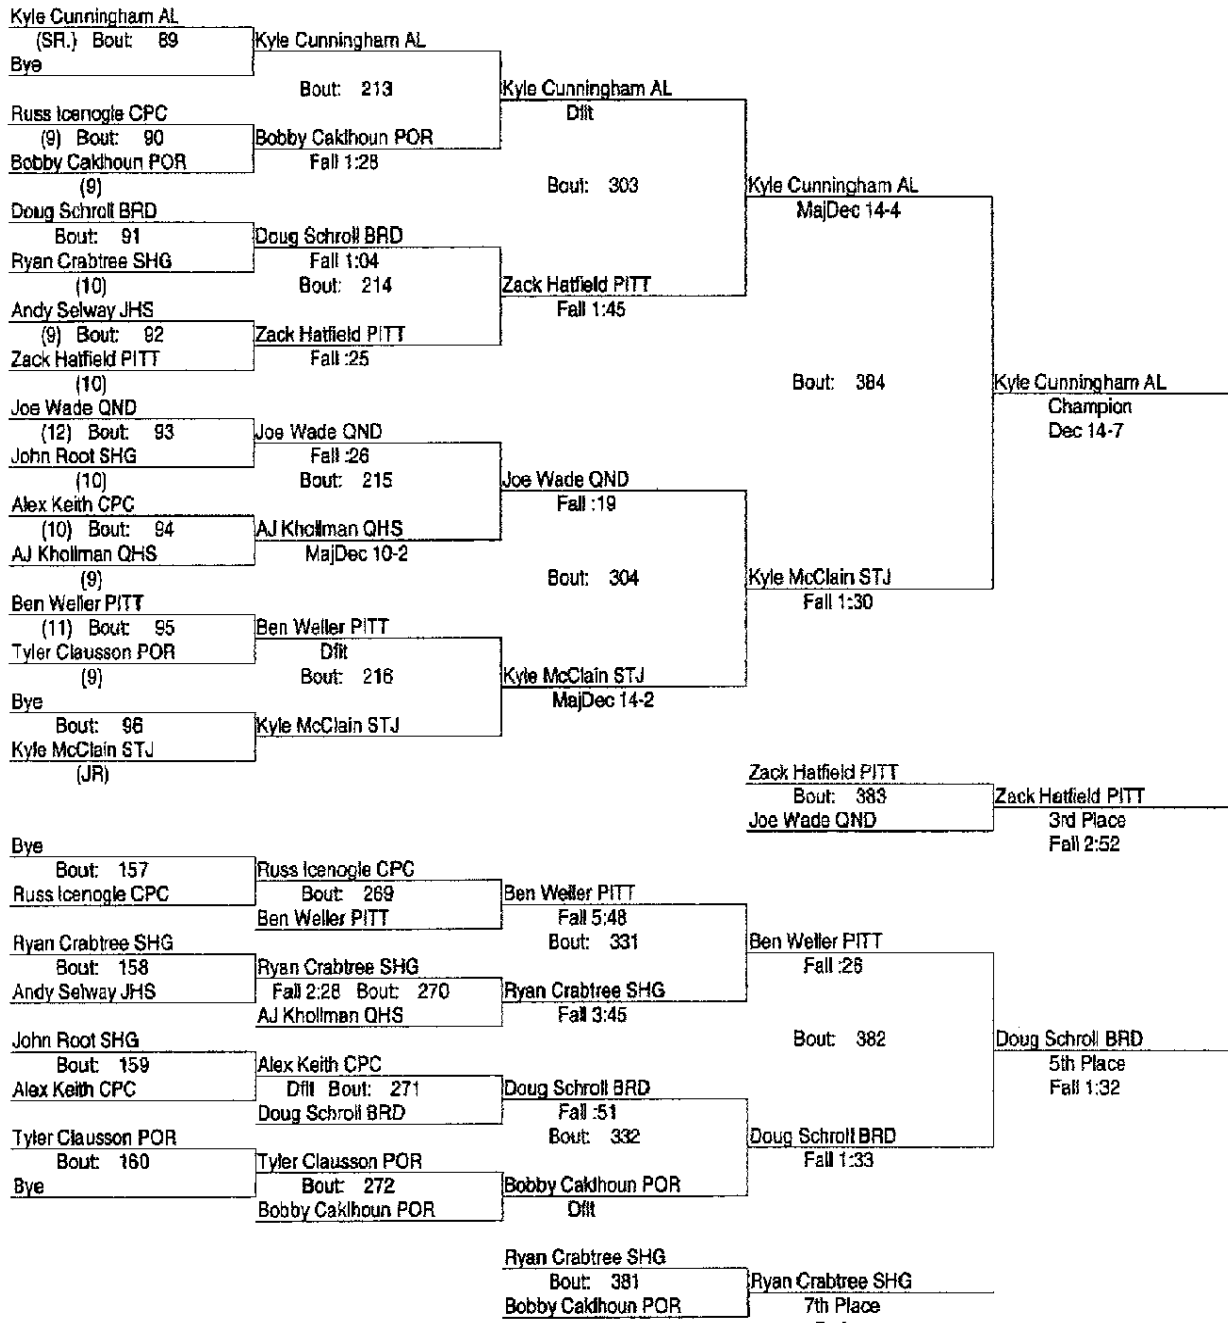 Kyle Cunningham AL
(SR.) Bout: 89
Bye
Russ Icenogle CPC
(9) Bout: 90
Bobby Caklhoun POR
(9)
Doug Schroll BRD
Bout: 91
Ryan Crabtree SHG
(10)
Andy Selway JHS
(9) Bout: 92
Zack Hatfield PITT
(10)
Joe Wade QND
(12) Bout: 93
John Root SHG
(10)
Alex Keith CPC
(10) Bout: 94
AJ Khollman QHS
(9)
Ben Weller PITT
(11) Bout: 95
Tyler Clausson POR
(9)
Bye
Bout: 96
Kyle McClain STJ
(JR)
Kyle Cunningham AL
Bout: 213
Bobby Caklhoun POR
Fall 1:28
Doug Schroll BRD
Fall 1:04
Bout: 214
Zack Hatfield PITT
Fall :25
Joe Wade QND
Fall :26
Bout: 215
AJ Khollman QHS
MajDec 10-2
Ben Weller PITT
Dflt
Bout: 216
Kyle McClain STJ
Kyle Cunningham AL
Dflt
Bout: 303
Zack Hatfield PITT
Fall 1:45
Joe Wade QND
Fall :19
Bout: 304
Kyle McClain STJ
MajDec 14-2
Kyle Cunningham AL
MajDec 14-4
Bout: 384
Kyle McClain STJ
Fall 1:30
Kyle Cunningham AL
Champion
Dec 14-7
Zack Hatfield PITT
Bout: 383
Joe Wade QND
Zack Hatfield PITT
3rd Place
Fall 2:52
Bye
Bout: 157
Russ Icenogle CPC
Ryan Crabtree SHG
Bout: 158
Andy Selway JHS
John Root SHG
Bout: 159
Alex Keith CPC
Tyler Clausson POR
Bout: 160
Bye
Russ Icenogle CPC
Bout: 269
Ben Weller PITT
Ryan Crabtree SHG
Fall 2:28 Bout: 270
AJ Khollman QHS
Alex Keith CPC
Dflt Bout: 271
Doug Schroll BRD
Tyler Clausson POR
Bout: 272
Bobby Caklhoun POR
Ben Weller PITT
Fall 5:48
Bout: 331
Ryan Crabtree SHG
Fall 3:45
Doug Schroll BRD
Fall :51
Bout: 332
Bobby Caklhoun POR
Dflt
Ben Weller PITT
Fall :26
Bout: 382
Doug Schroll BRD
Fall 1:33
Doug Schroll BRD
5th Place
Fall 1:32
Ryan Crabtree SHG
Bout: 381
Bobby Caklhoun POR
Ryan Crabtree SHG
7th Place